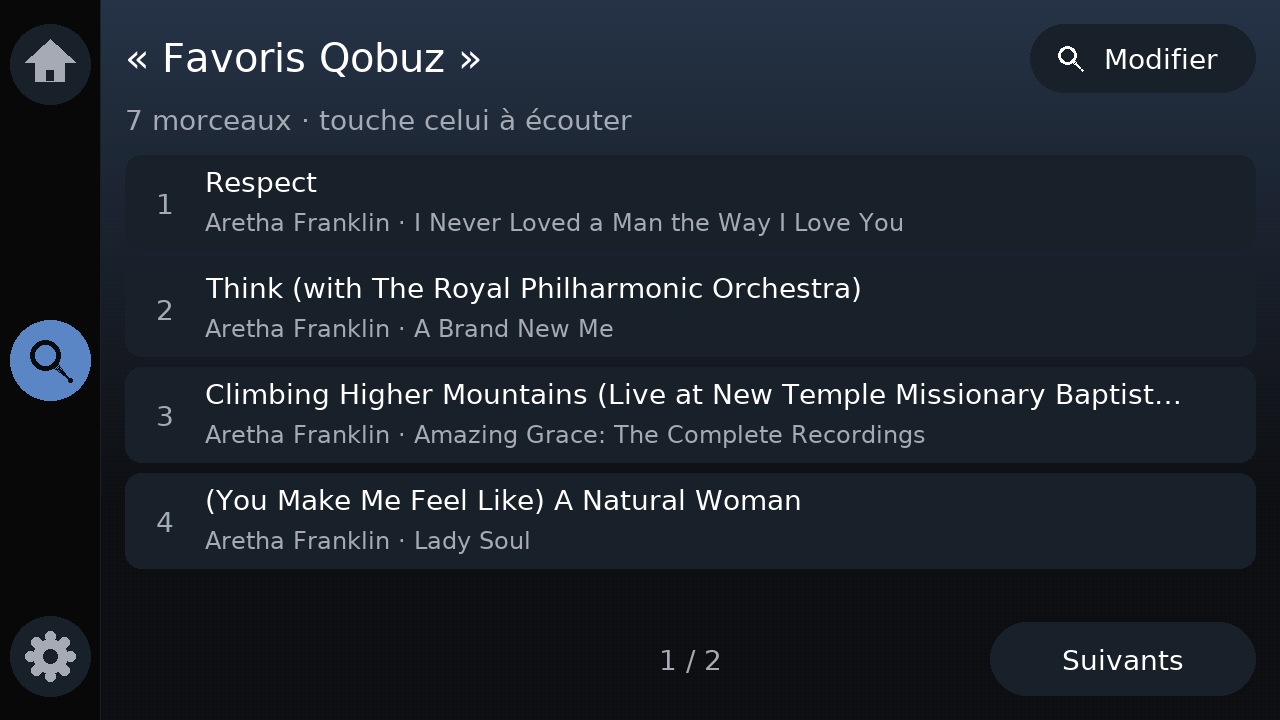 « Favoris Qobuz »
Modifier
7 morceaux · touche celui à écouter
1
Respect
Aretha Franklin · I Never Loved a Man the Way I Love You
2
Think (with The Royal Philharmonic Orchestra)
Aretha Franklin · A Brand New Me
3
Climbing Higher Mountains (Live at New Temple Missionary Baptist…
Aretha Franklin · Amazing Grace: The Complete Recordings
4
(You Make Me Feel Like) A Natural Woman
Aretha Franklin · Lady Soul
1 / 2
Suivants